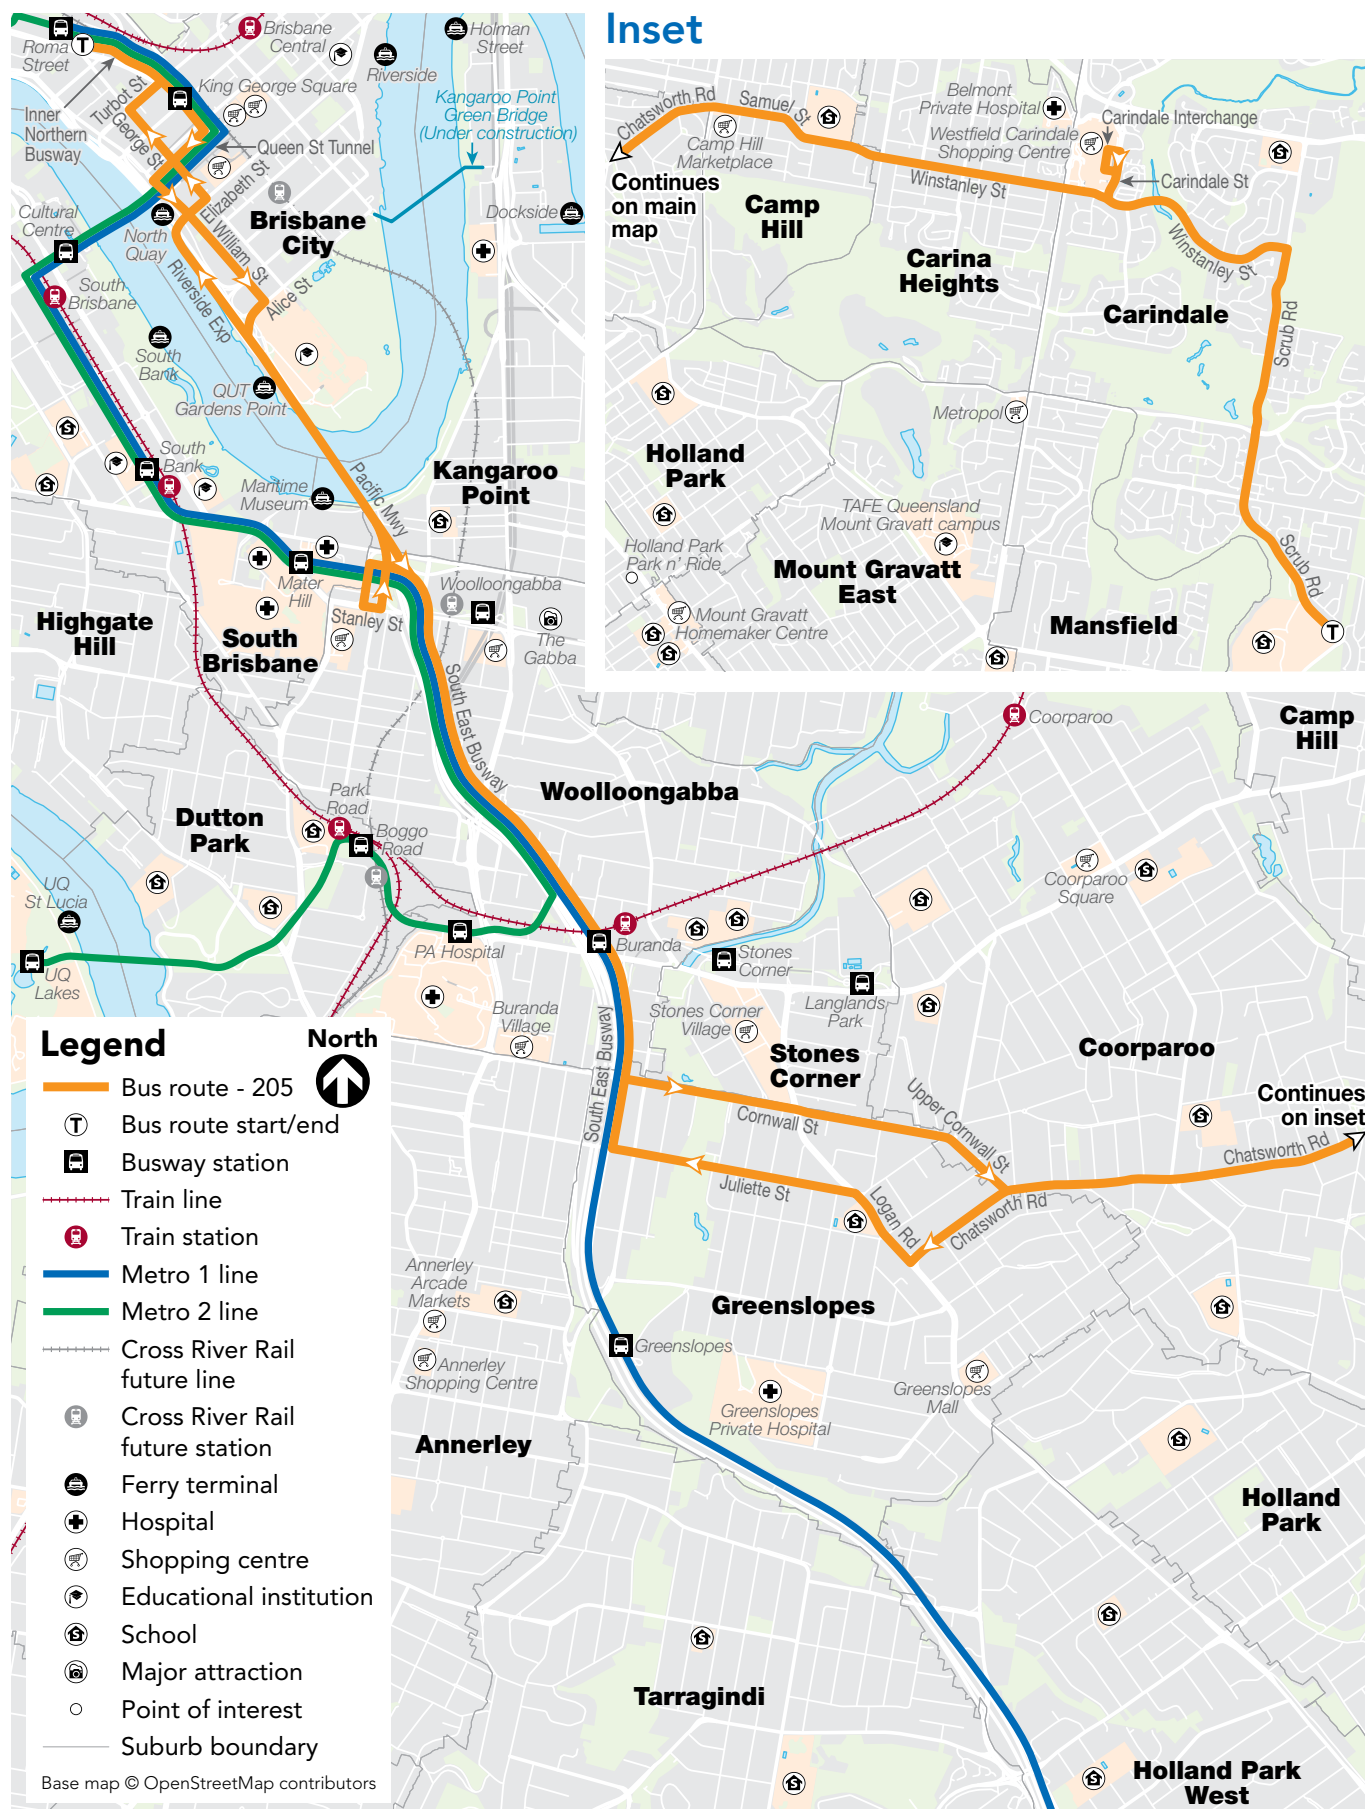 Inset
Roma
Street
Brisbane
Central
Riverside
Holman
Street
Turbot St
King George Square
Inner
Northern
Busway
George St
Kangaroo Point
Green Bridge
(Under construction)
Queen St Tunnel
Elizabeth St
Cultural
Centre
Brisbane
City
Dockside
North
Quay
William St
Alice St
Riverside Exp
South
Brisbane
South
Bank
QUT
Gardens Point
South
Bank
Maritime
Museum
Pacific Mwy
Kangaroo
Point
Mater
Hill
Woolloongabba
Stanley St
The
Gabba
Highgate
Hill
South
Brisbane
South East Busway
Chatsworth Rd
Samuel St
Camp Hill
Marketplace
Belmont
Private Hospital
Westfield Carindale
Shopping Centre
Carindale Interchange
Continues
on main
map
Camp
Hill
Winstanley St
Carindale St
Carina
Heights
Winstanley St
Carindale
Scrub Rd
Metropol
Holland
Park
TAFE Queensland
Mount Gravatt campus
Holland Park
Park n' Ride
Mount Gravatt
East
Scrub Rd
Mount Gravatt
Homemaker Centre
Mansfield
T
T
Coorparoo
Camp
Hill
Woolloongabba
Dutton
Park
Park
Road
Boggo
Road
Coorparoo
Square
UQ
St Lucia
UQ
Lakes
PA Hospital
Buranda
Stones
Corner
Langlands
Park
Buranda
Village
Stones Corner
Village
Stones
Corner
Coorparoo
South East Busway
Cornwall St
Upper Cornwall St
Continues
on inset
Chatsworth Rd
Juliette St
Logan Rd
Chatsworth Rd
Annerley
Arcade
Markets
Greenslopes
Greenslopes
Annerley
Shopping Centre
Greenslopes
Private Hospital
Greenslopes
Mall
Annerley
Holland
Park
Tarragindi
Holland Park
West
Legend
North
Bus route - 205
T
Bus route start/end
Busway station
Train line
Train station
Metro 1 line
Metro 2 line
Cross River Rail
future line
Cross River Rail
future station
Ferry terminal
Hospital
Shopping centre
Educational institution
School
Major attraction
Point of interest
Suburb boundary
Base map © OpenStreetMap contributors